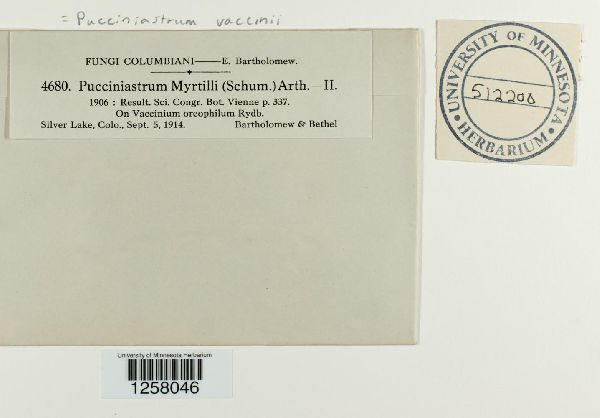 = Pucciniastrum vaccinii
FUNGI COLUMBIANI——E. Bartholomew.
4680. Pucciniastrum Myrtilli (Schum.) Arth.—II.
1906 : Result. Sci. Congr. Bot. Vienne p. 337.
On Vaccinium oreophilum Rydb.
Silver Lake, Colo., Sept. 5, 1914. Bartholomew & Bethel
UNIVERSITY OF MINNESOTA
512200
• HERBARIUM •
University of Minnesota Herbarium
1258046